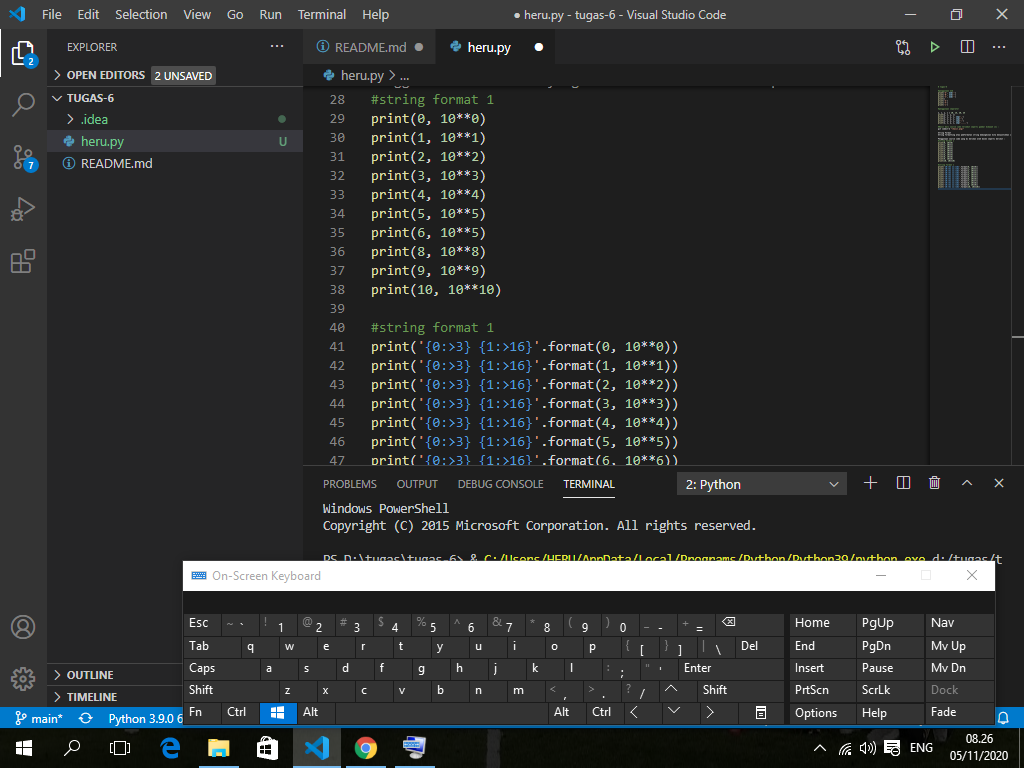 File Edit Selection View Go Run Terminal Help ● heru.py - tugas-6 - Visual Studio Code
EXPLORER ···
README.md ●
heru.py ●
OPEN EDITORS 2 UNSAVED
TUGAS-6
.idea
heru.py U
README.md
heru.py > ...
28 #string format 1
29 print(0, 10**0)
30 print(1, 10**1)
31 print(2, 10**2)
32 print(3, 10**3)
33 print(4, 10**4)
34 print(5, 10**5)
35 print(6, 10**5)
36 print(8, 10**8)
37 print(9, 10**9)
38 print(10, 10**10)
39
40 #string format 1
41 print('{0:>3} {1:>16}'.format(0, 10**0))
42 print('{0:>3} {1:>16}'.format(1, 10**1))
43 print('{0:>3} {1:>16}'.format(2, 10**2))
44 print('{0:>3} {1:>16}'.format(3, 10**3))
45 print('{0:>3} {1:>16}'.format(4, 10**4))
46 print('{0:>3} {1:>16}'.format(5, 10**5))
47 print('{0:>3} {1:>16}'.format(6, 10**6))
2
7
PROBLEMS OUTPUT DEBUG CONSOLE TERMINAL 2: Python
Windows PowerShell
Copyright (C) 2015 Microsoft Corporation. All rights reserved.
PS D:\tugas\tugas-6> & C:/Users/HERU/AppData/Local/Programs/Python/Python39/python.exe d:/tugas/t
OUTLINE
TIMELINE
main* Python 3.9.0 6
On-Screen Keyboard
Esc ~ ` ! 1 @ 2 # 3 $ 4 % 5 ^ 6 & 7 * 8 ( 9 ) 0 _ - + = Home PgUp Nav
Tab q w e r t y u i o p { [ } ] | \ Del End PgDn Mv Up
Caps a s d f g h j k l : ; " ' Enter Insert Pause Mv Dn
Shift z x c v b n m < , > . ? / Shift PrtScn ScrLk Dock
Fn Ctrl Alt Alt Ctrl Options Help Fade
ENG
08.26
05/11/2020